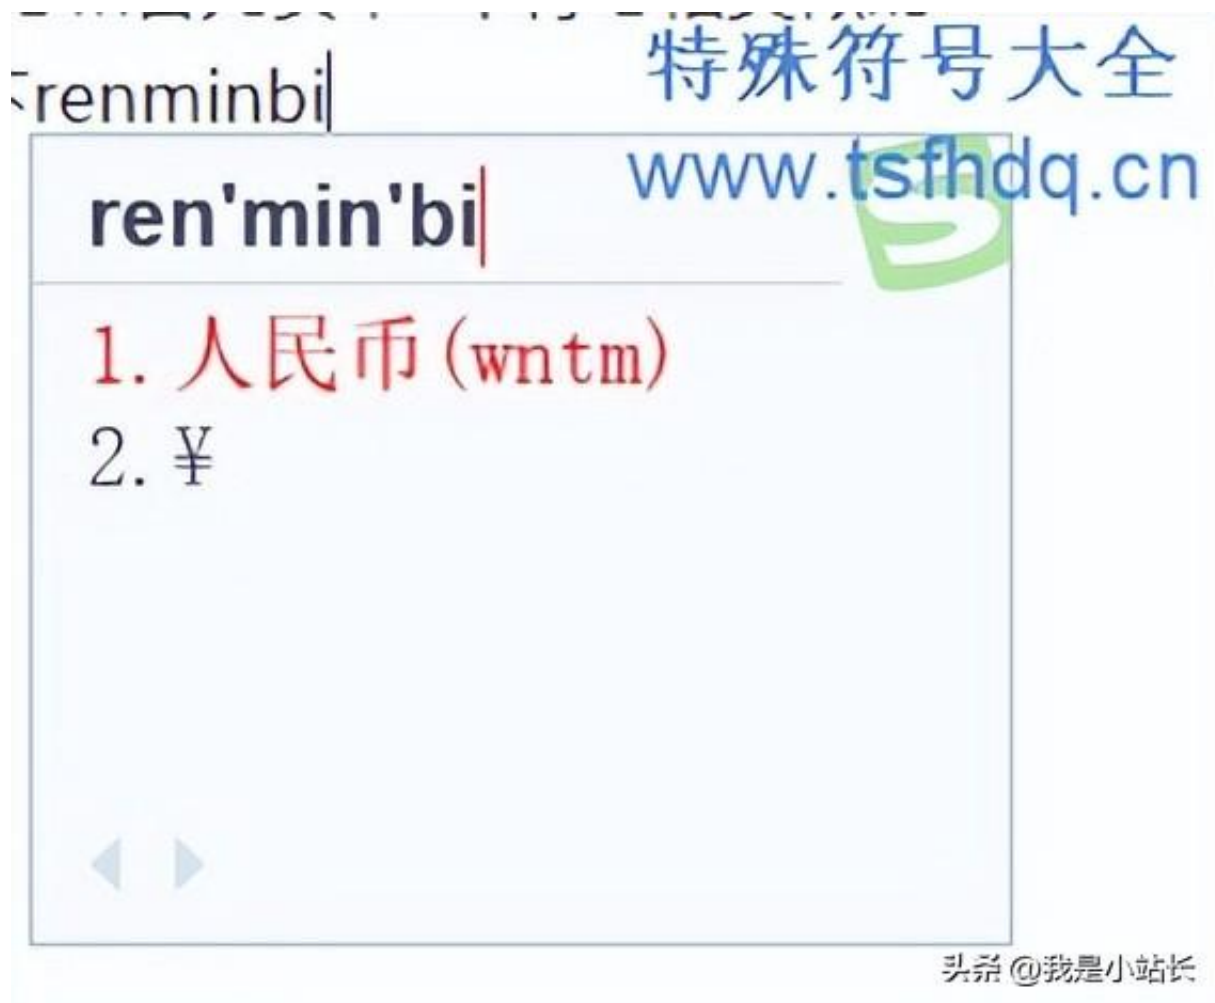 renminbi
特殊符号大全
www.tsfhdq.cn
ren'min'bi
1.人民币(wntm)
2.¥
头条 @我是小站长